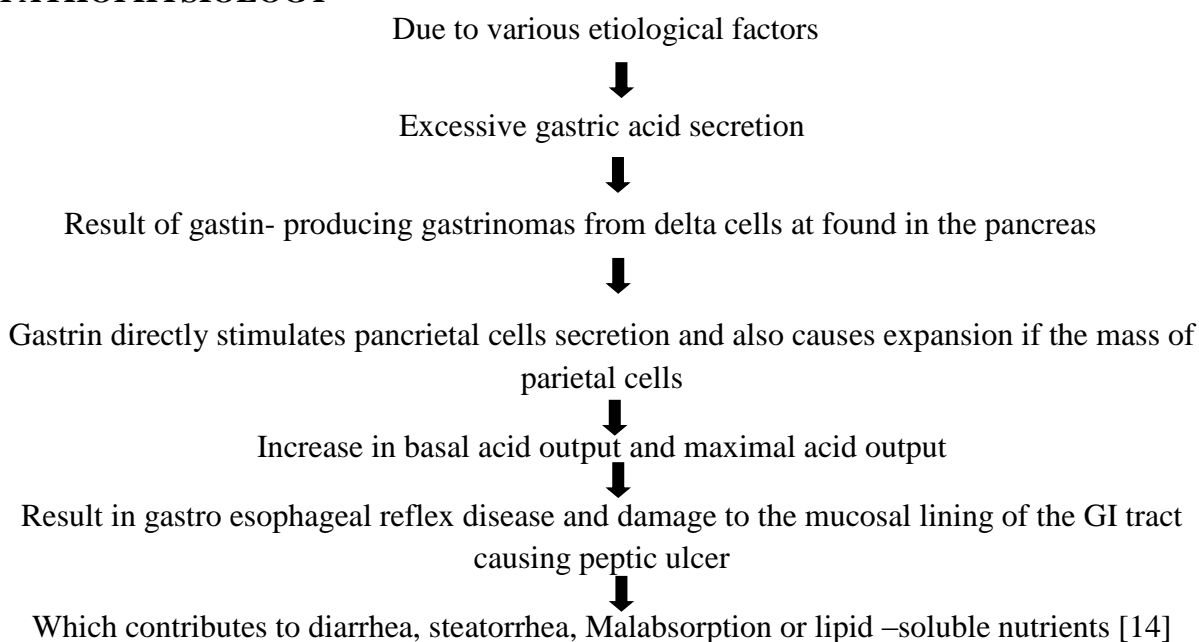 PATHOPHYSIOLOGY
Due to various etiological factors
Excessive gastric acid secretion
Result of gastin- producing gastrinomas from delta cells at found in the pancreas
Gastrin directly stimulates pancrietal cells secretion and also causes expansion if the mass of
parietal cells
Increase in basal acid output and maximal acid output
Result in gastro esophageal reflex disease and damage to the mucosal lining of the GI tract
causing peptic ulcer
Which contributes to diarrhea, steatorrhea, Malabsorption or lipid –soluble nutrients [14]